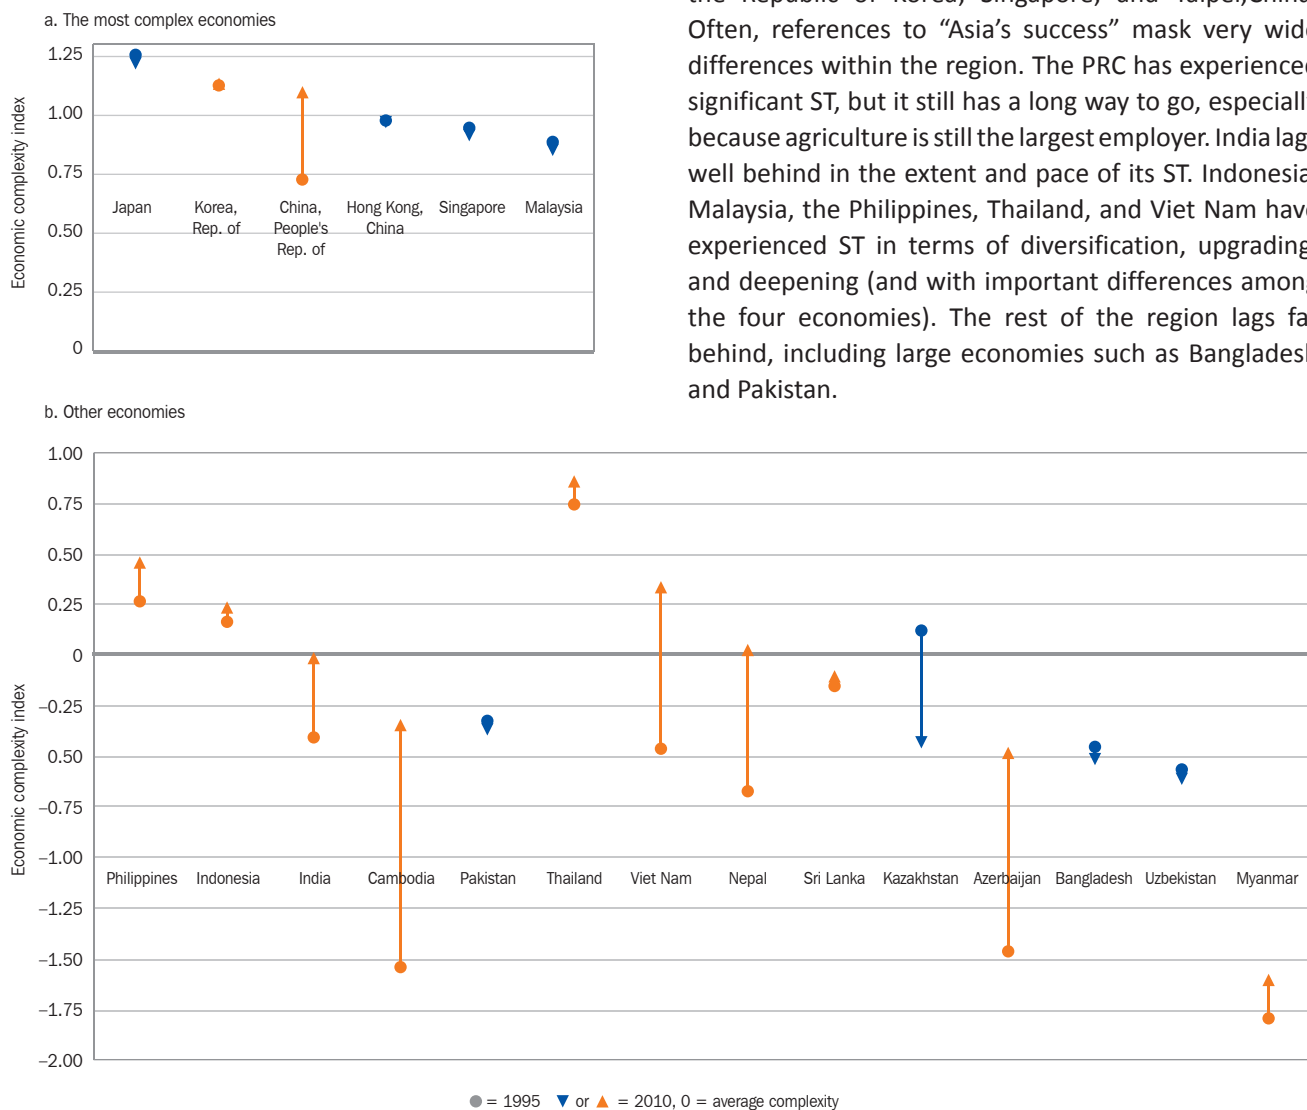 a. The most complex economies
1.25
1.00
0.75
0.50
0.25
0
Economic complexity index
Japan
Korea,
Rep. of
China,
People's
Rep. of
Hong Kong,
China
Singapore
Malaysia
Often, references to “Asia’s success” mask very wide
differences within the region. The PRC has experienced
significant ST, but it still has a long way to go, especiall
because agriculture is still the largest employer. India lag
well behind in the extent and pace of its ST. Indonesia
Malaysia, the Philippines, Thailand, and Viet Nam have
experienced ST in terms of diversification, upgrading
and deepening (and with important differences among
the four economies). The rest of the region lags fa
behind, including large economies such as Bangladesh
and Pakistan.
b. Other economies
1.00
0.75
0.50
0.25
0
–0.25
0.50
–0.75
–1.00
–1.25
–1.50
–1.75
–2.00
Economic complexity index
Philippines
Indonesia
India
Cambodia
Pakistan
Thailand
Viet Nam
Nepal
Sri Lanka
Kazakhstan
Azerbaijan
Bangladesh
Uzbekistan
Myanmar
= 1995 or = 2010, 0 = average complexity